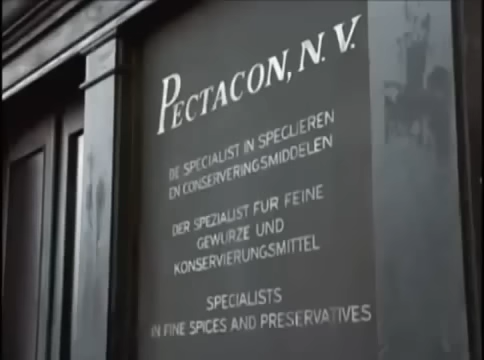 PECTACON, N.V.
DE SPECIALIST IN SPECIJEREN
EN CONSERVERINGSMIDDELEN
DER SPEZIALIST FUR FEINE
GEWURZE UND
KONSERVIERUNGSMITTEL
SPECIALISTS
IN FINE SPICES AND PRESERVATIVES